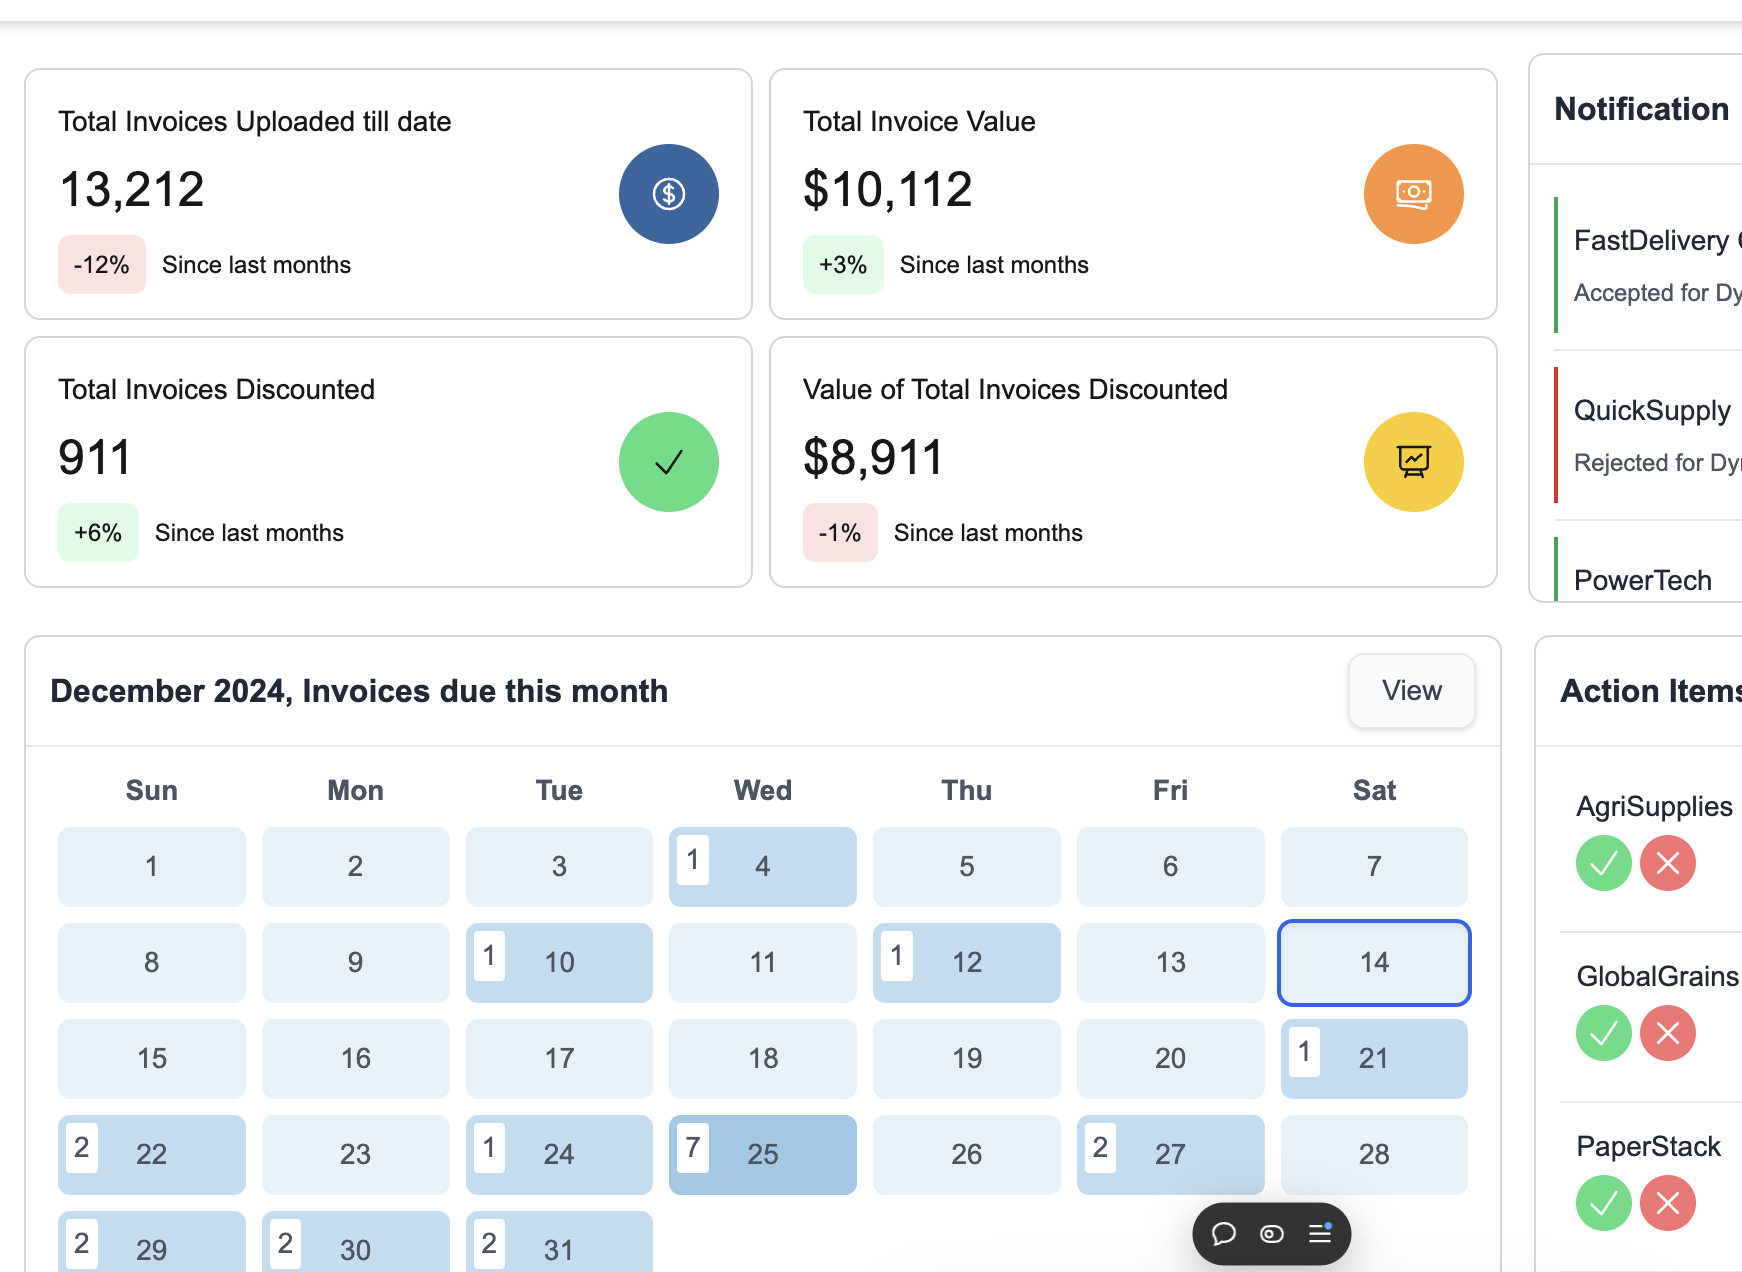 Total Invoices Uploaded till date
13,212
-12% Since last months
Total Invoice Value
$10,112
+3% Since last months
Total Invoices Discounted
911
+6% Since last months
Value of Total Invoices Discounted
$8,911
-1% Since last months
Notification
FastDelivery
Accepted for
QuickSupply
Rejected for
PowerTech
December 2024, Invoices due this month
View
Sun Mon Tue Wed Thu Fri Sat
1 2 3 1 4 5 6 7
8 9 1 10 11 1 12 13 14
15 16 17 18 19 20 1 21
2 22 23 1 24 7 25 26 2 27 28
2 29 2 30 2 31
Action Items
AgriSupplies
GlobalGrains
PaperStack